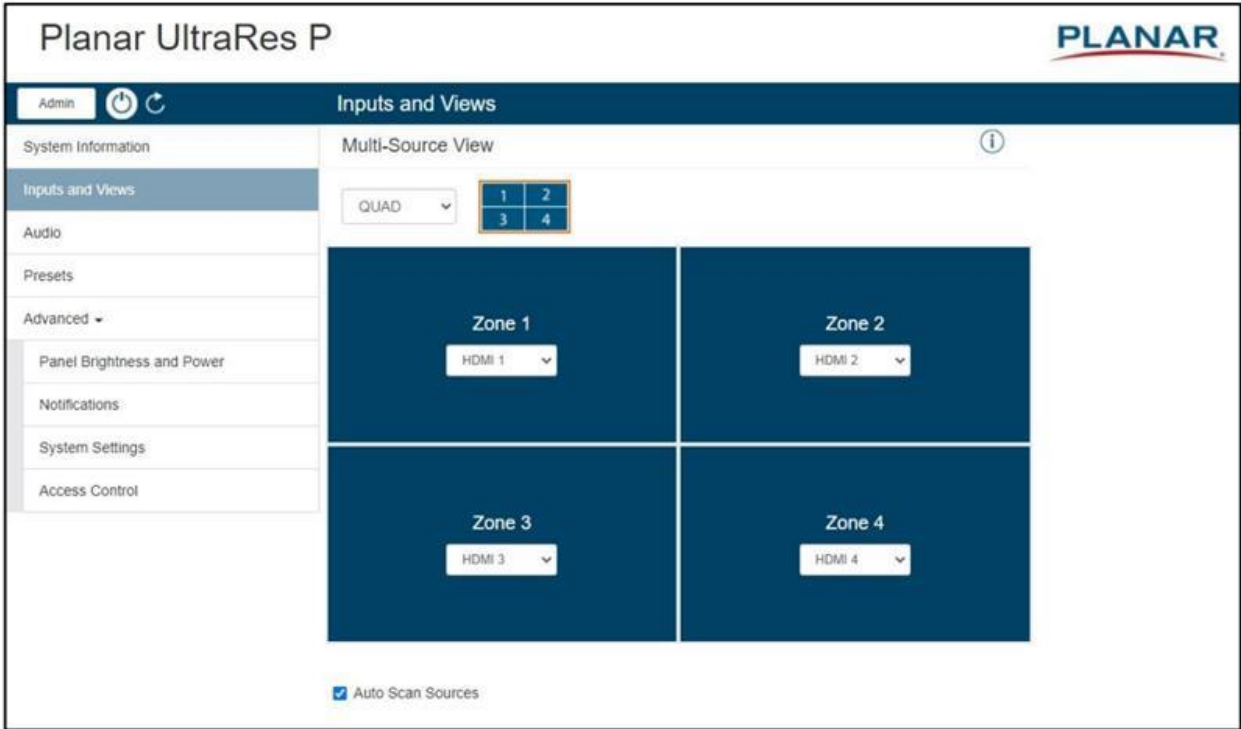 Planar UltraRes P
PLANAR
Admin
Inputs and Views
System Information
Inputs and Views
Audio
Presets
Advanced
Panel Brightness and Power
Notifications
System Settings
Access Control
Multi-Source View
i
QUAD
1 2
3 4
Zone 1
HDMI 1
Zone 2
HDMI 2
Zone 3
HDMI 3
Zone 4
HDMI 4
Auto Scan Sources